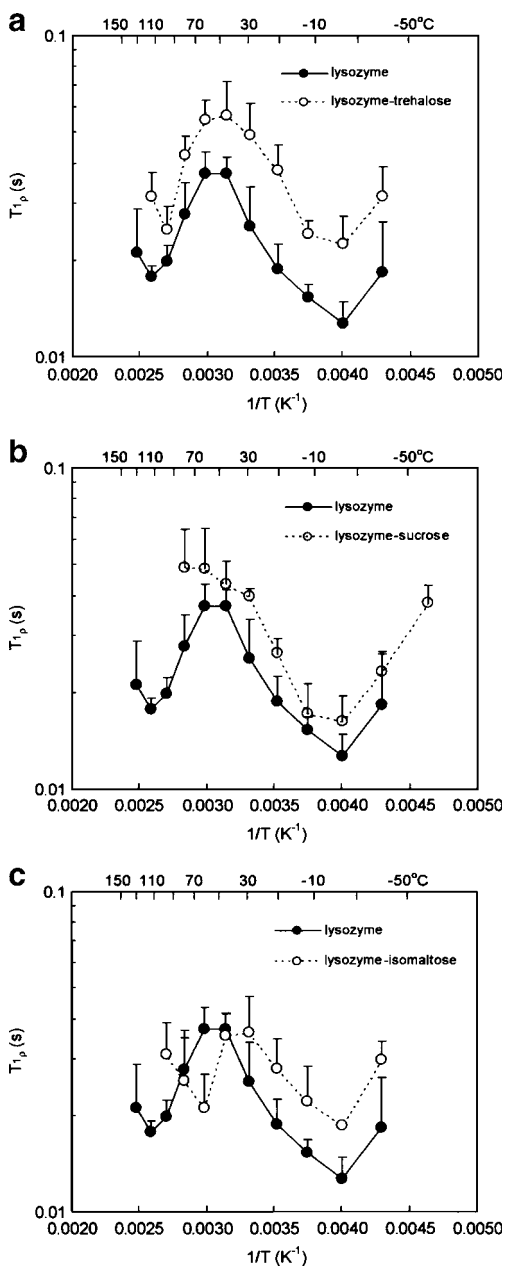 a
150 110 70 30 -10 -50°C
0.1
lysozyme
lysozyme-trehalose
T1ρ (s)
0.01
0.0020 0.0025 0.0030 0.0035 0.0040 0.0045 0.0050
1/T (K-1)
b
150 110 70 30 -10 -50°C
0.1
lysozyme
lysozyme-sucrose
T1ρ (s)
0.01
0.0020 0.0025 0.0030 0.0035 0.0040 0.0045 0.0050
1/T (K-1)
c
150 110 70 30 -10 -50°C
0.1
lysozyme
lysozyme-isomaltose
T1ρ (s)
0.01
0.0020 0.0025 0.0030 0.0035 0.0040 0.0045 0.0050
1/T (K-1)